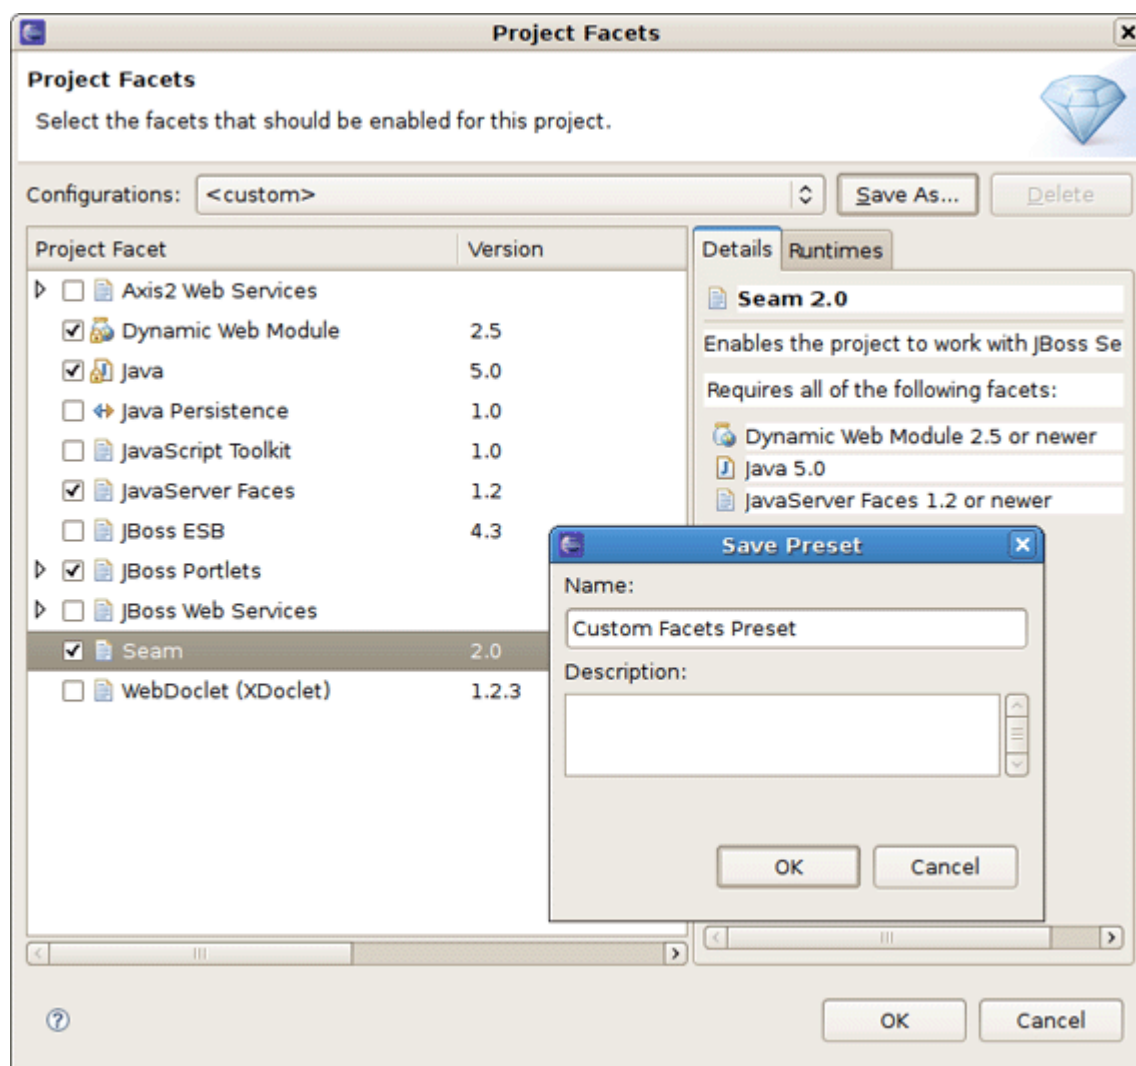 Project Facets
Project Facets
Select the facets that should be enabled for this project.
Configurations: <custom> Save As... Delete
Project Facet Version
Details Runtimes
Axis2 Web Services
Dynamic Web Module 2.5
Java 5.0
Java Persistence 1.0
JavaScript Toolkit 1.0
JavaServer Faces 1.2
JBoss ESB 4.3
JBoss Portlets
JBoss Web Services
Seam 2.0
WebDoclet (XDoclet) 1.2.3
Seam 2.0
Enables the project to work with JBoss Se
Requires all of the following facets:
Dynamic Web Module 2.5 or newer
Java 5.0
JavaServer Faces 1.2 or newer
Save Preset
Name:
Custom Facets Preset
Description:
OK Cancel
OK Cancel